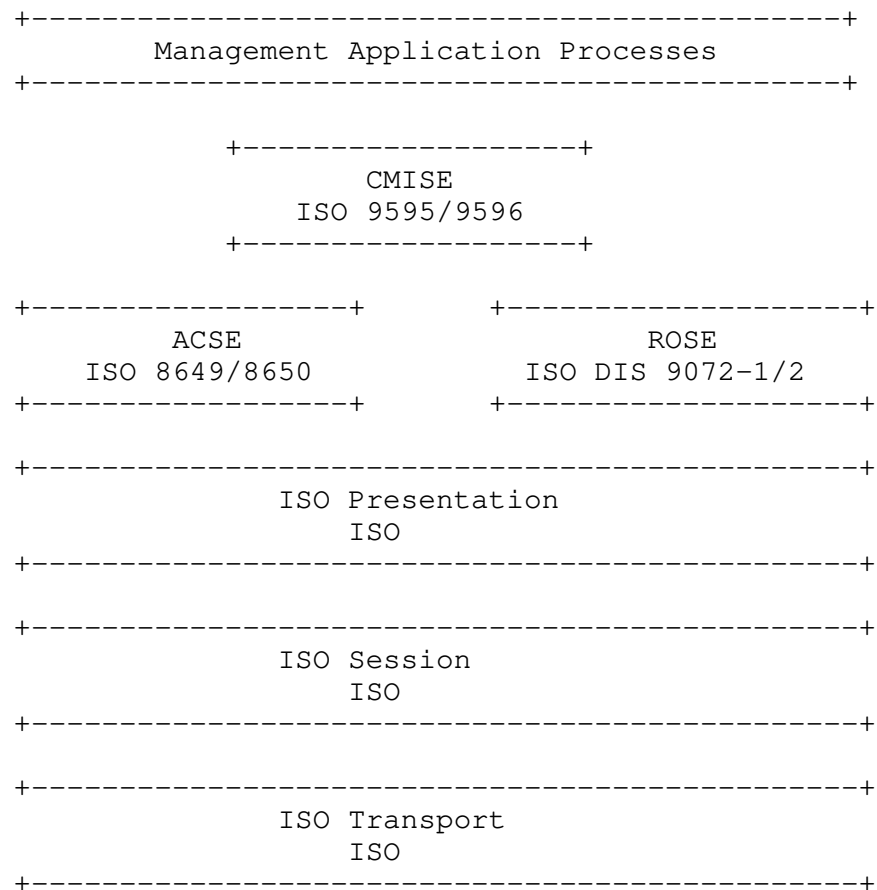 +-----------------------------------------------+
Management Application Processes
+-----------------------------------------------+
+-------------------+
CMISE
ISO 9595/9596
+-------------------+
+------------------+ +--------------------+
ACSE ROSE
ISO 8649/8650 ISO DIS 9072-1/2
+------------------+ +--------------------+
+-----------------------------------------------+
ISO Presentation
ISO
+-----------------------------------------------+
+-----------------------------------------------+
ISO Session
ISO
+-----------------------------------------------+
+-----------------------------------------------+
ISO Transport
ISO
+-----------------------------------------------+